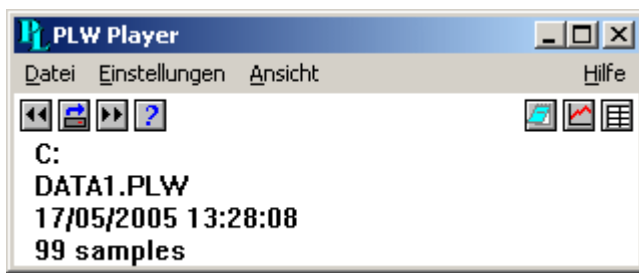 PLW Player
Datei Einstellungen Ansicht Hilfe
?
C:
DATA1.PLW
17/05/2005 13:28:08
99 samples